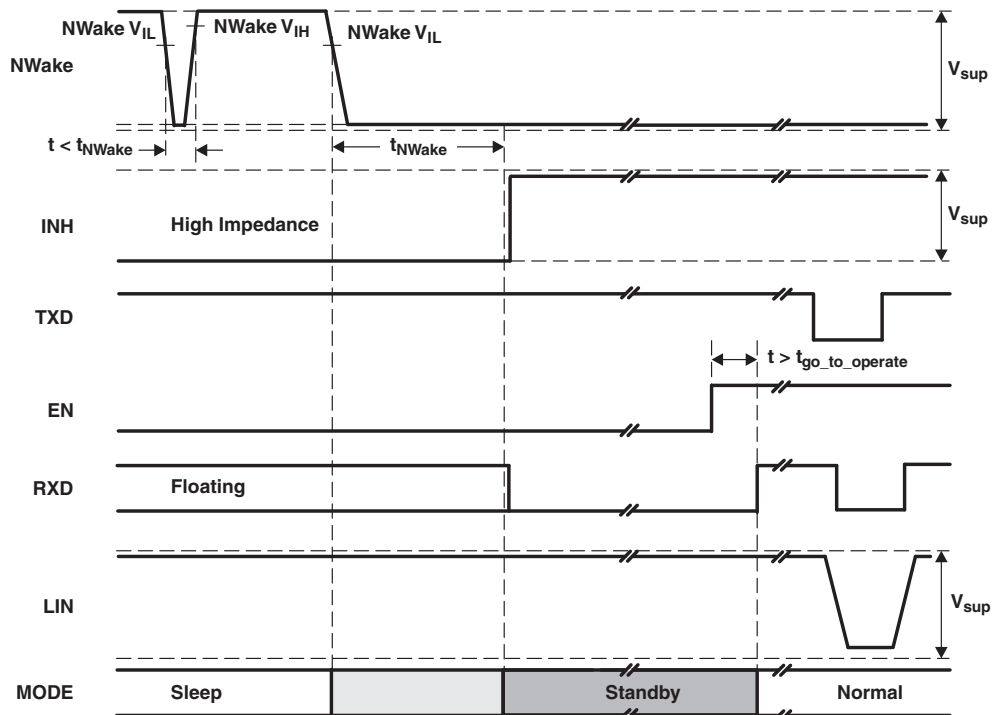 NWake V_IL
NWake V_IH
NWake V_IL
NWake
V_sup
t < t_NWake
t_NWake
INH
High Impedance
V_sup
TXD
t > t_go_to_operate
EN
RXD
Floating
LIN
V_sup
MODE
Sleep
Standby
Normal